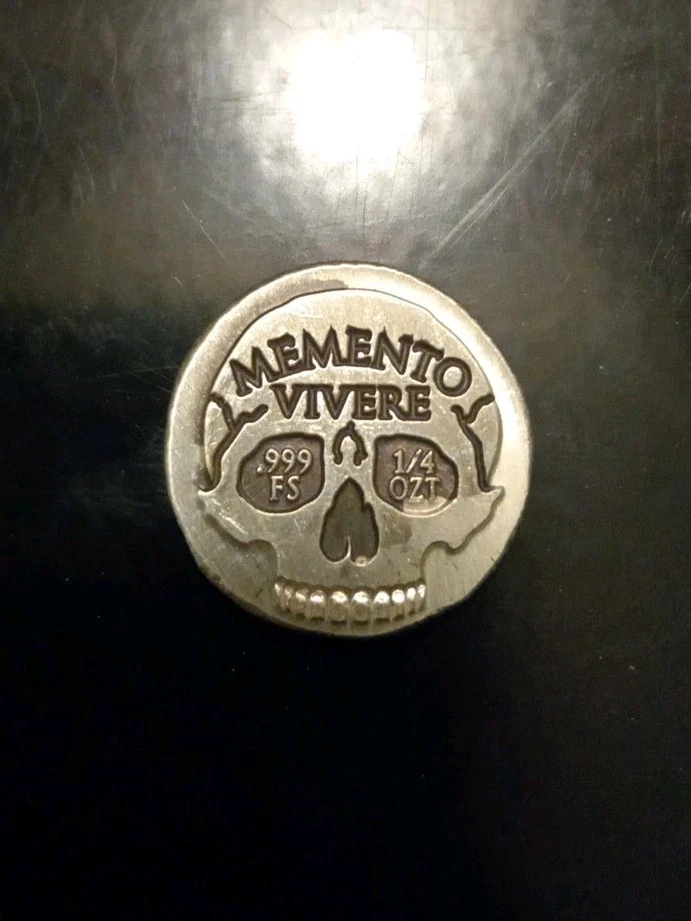 MEMENTO
VIVERE
.999
FS
1/4
OZT